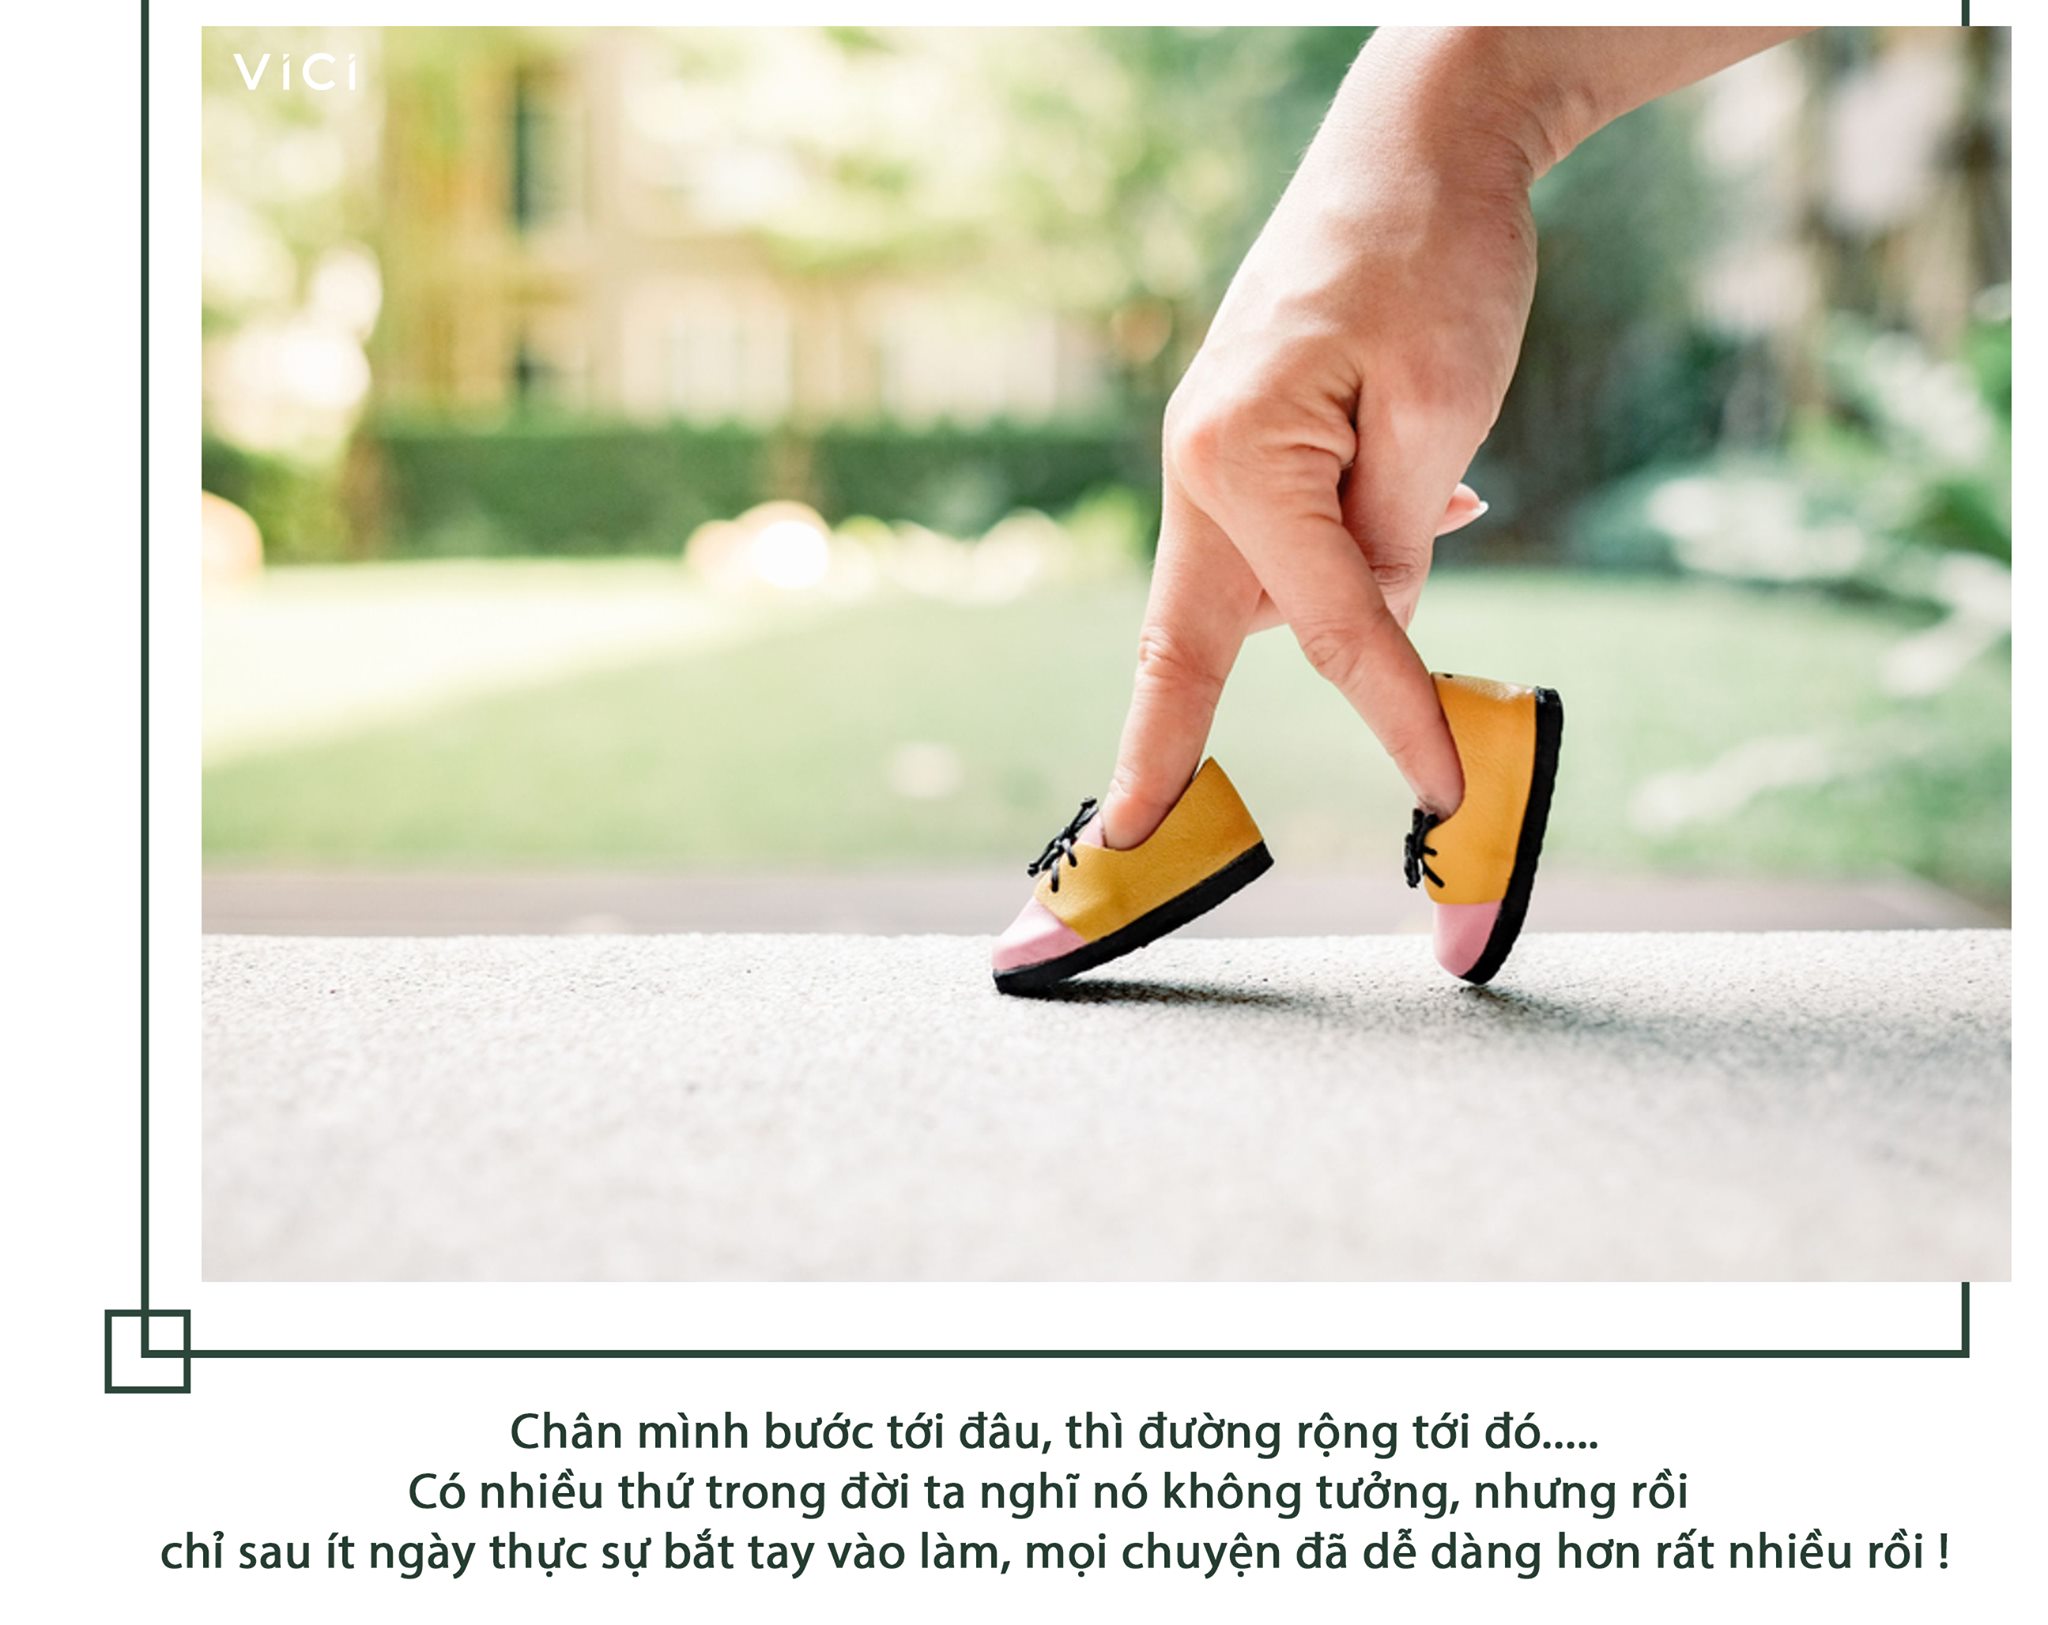 ViCi
Chân mình bước tới đâu, thì đường rộng tới đó.....
Có nhiều thứ trong đời ta nghĩ nó không tưởng, nhưng rồi
chỉ sau ít ngày thực sự bắt tay vào làm, mọi chuyện đã dễ dàng hơn rất nhiều rồi !